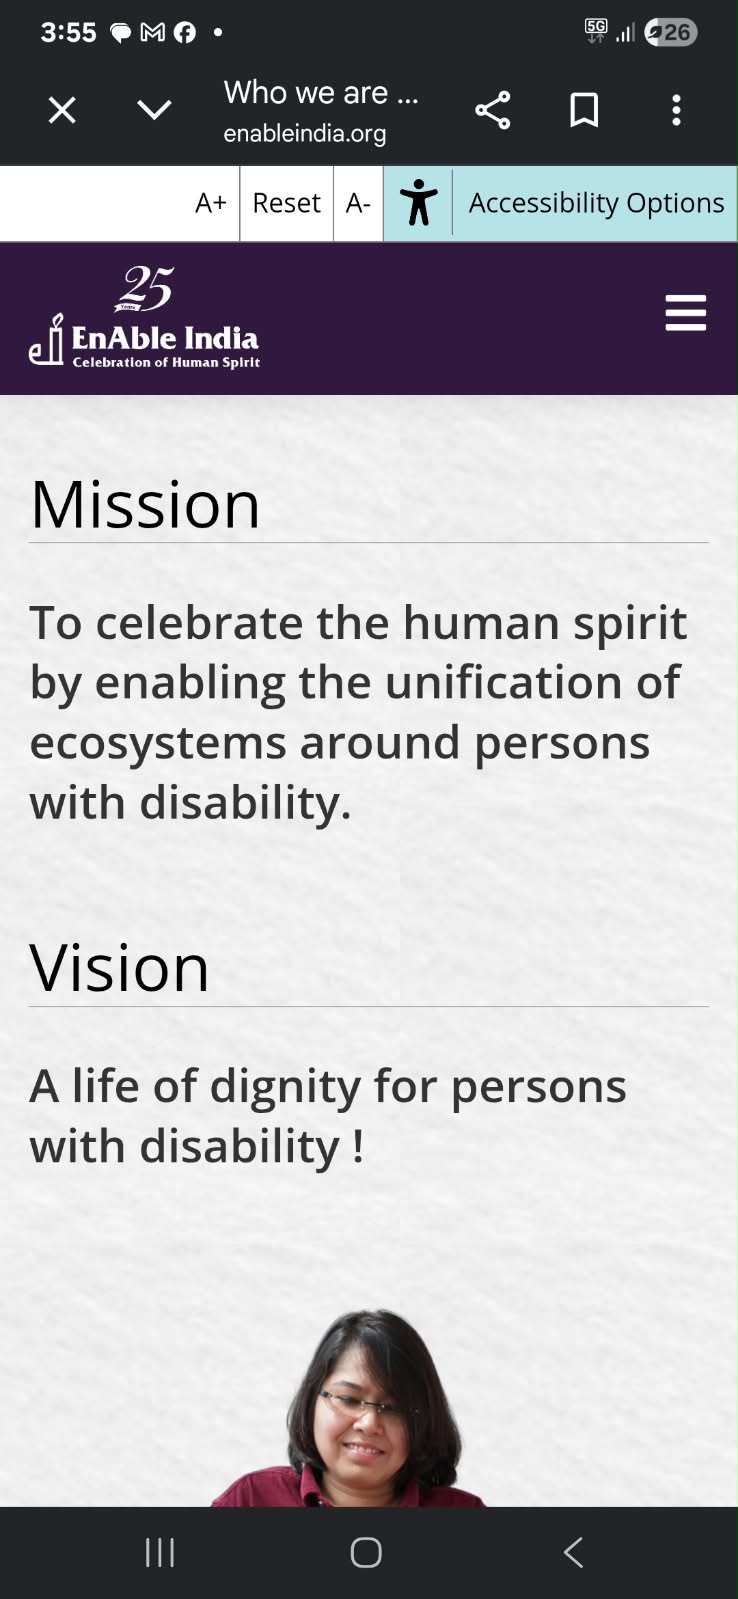 3:55
5G
26
Who we are ...
enableindia.org
A+ Reset A- Accessibility Options
25
Years
EnAble India
Celebration of Human Spirit
Mission
To celebrate the human spirit
by enabling the unification of
ecosystems around persons
with disability.
Vision
A life of dignity for persons
with disability !